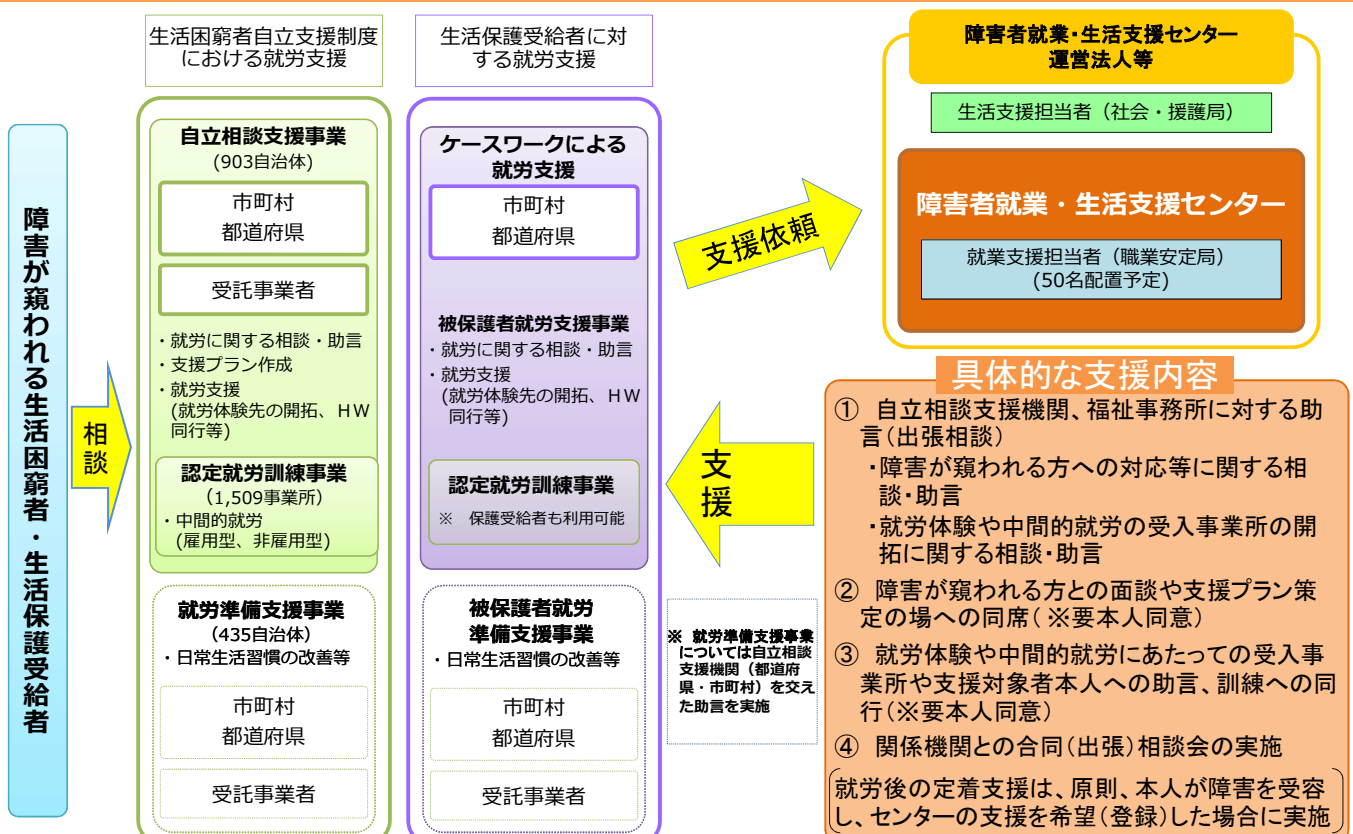 障害が窺われる生活困窮者・生活保護受給者
相談
生活困窮者自立支援制度
における就労支援
自立相談支援事業
(903自治体)
市町村
都道府県
受託事業者
・就労に関する相談・助言
・支援プラン作成
・就労支援
(就労体験先の開拓、ＨＷ
同行等)
認定就労訓練事業
（1,509事業所）
・中間的就労
(雇用型、非雇用型)
就労準備支援事業
（435自治体）
・日常生活習慣の改善等
市町村
都道府県
受託事業者
生活保護受給者に対
する就労支援
ケースワークによる
就労支援
市町村
都道府県
被保護者就労支援事業
・就労に関する相談・助言
・就労支援
(就労体験先の開拓、ＨＷ
同行等)
認定就労訓練事業
※　保護受給者も利用可能
被保護者就労
準備支援事業
・日常生活習慣の改善等
市町村
都道府県
受託事業者
支援依頼
支援
※ 就労準備支援事業
については自立相談
支援機関（都道府
県・市町村）を交え
た助言を実施
障害者就業・生活支援センター
運営法人等
生活支援担当者（社会・援護局）
障害者就業・生活支援センター
就業支援担当者（職業安定局）
(50名配置予定)
具体的な支援内容
①　自立相談支援機関、福祉事務所に対する助
言(出張相談)
・障害が窺われる方への対応等に関する相
談・助言
・就労体験や中間的就労の受入事業所の開
拓に関する相談・助言
②　障害が窺われる方との面談や支援プラン策
定の場への同席(※要本人同意)
③　就労体験や中間的就労にあたっての受入事
業所や支援対象者本人への助言、訓練への同
行(※要本人同意)
④　関係機関との合同(出張)相談会の実施
就労後の定着支援は、原則、本人が障害を受容
し、センターの支援を希望(登録)した場合に実施